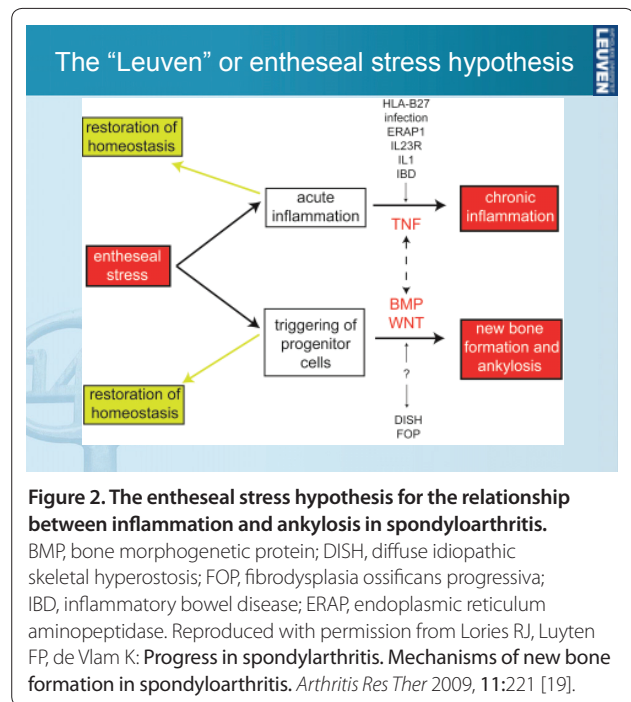 The “Leuven” or entheseal stress hypothesis
LEUVEN
HLA-B27
infection
ERAP1
IL23R
IL1
IBD
restoration of
homeostasis
acute
inflammation
TNF
chronic
inflammation
entheseal
stress
BMP
WNT
triggering of
progenitor
cells
new bone
formation and
ankylosis
?
restoration of
homeostasis
DISH
FOP
Figure 2. The entheseal stress hypothesis for the relationship
between inflammation and ankylosis in spondyloarthritis.
BMP, bone morphogenetic protein; DISH, diffuse idiopathic
skeletal hyperostosis; FOP, fibrodysplasia ossificans progressiva;
IBD, inflammatory bowel disease; ERAP, endoplasmic reticulum
aminopeptidase. Reproduced with permission from Lories RJ, Luyten
FP, de Vlam K: Progress in spondylarthritis. Mechanisms of new bone
formation in spondyloarthritis. Arthritis Res Ther 2009, 11:221 [19].